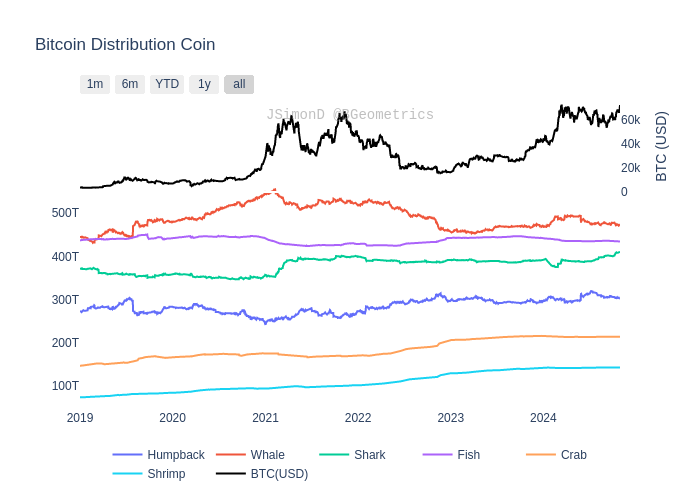 Bitcoin Distribution Coin
1m 6m YTD 1y all
JSimonD @BGeometrics
60k
40k
20k
0
BTC (USD)
500T
400T
300T
200T
100T
2019 2020 2021 2022 2023 2024
Humpback Whale Shark Fish Crab
Shrimp BTC(USD)